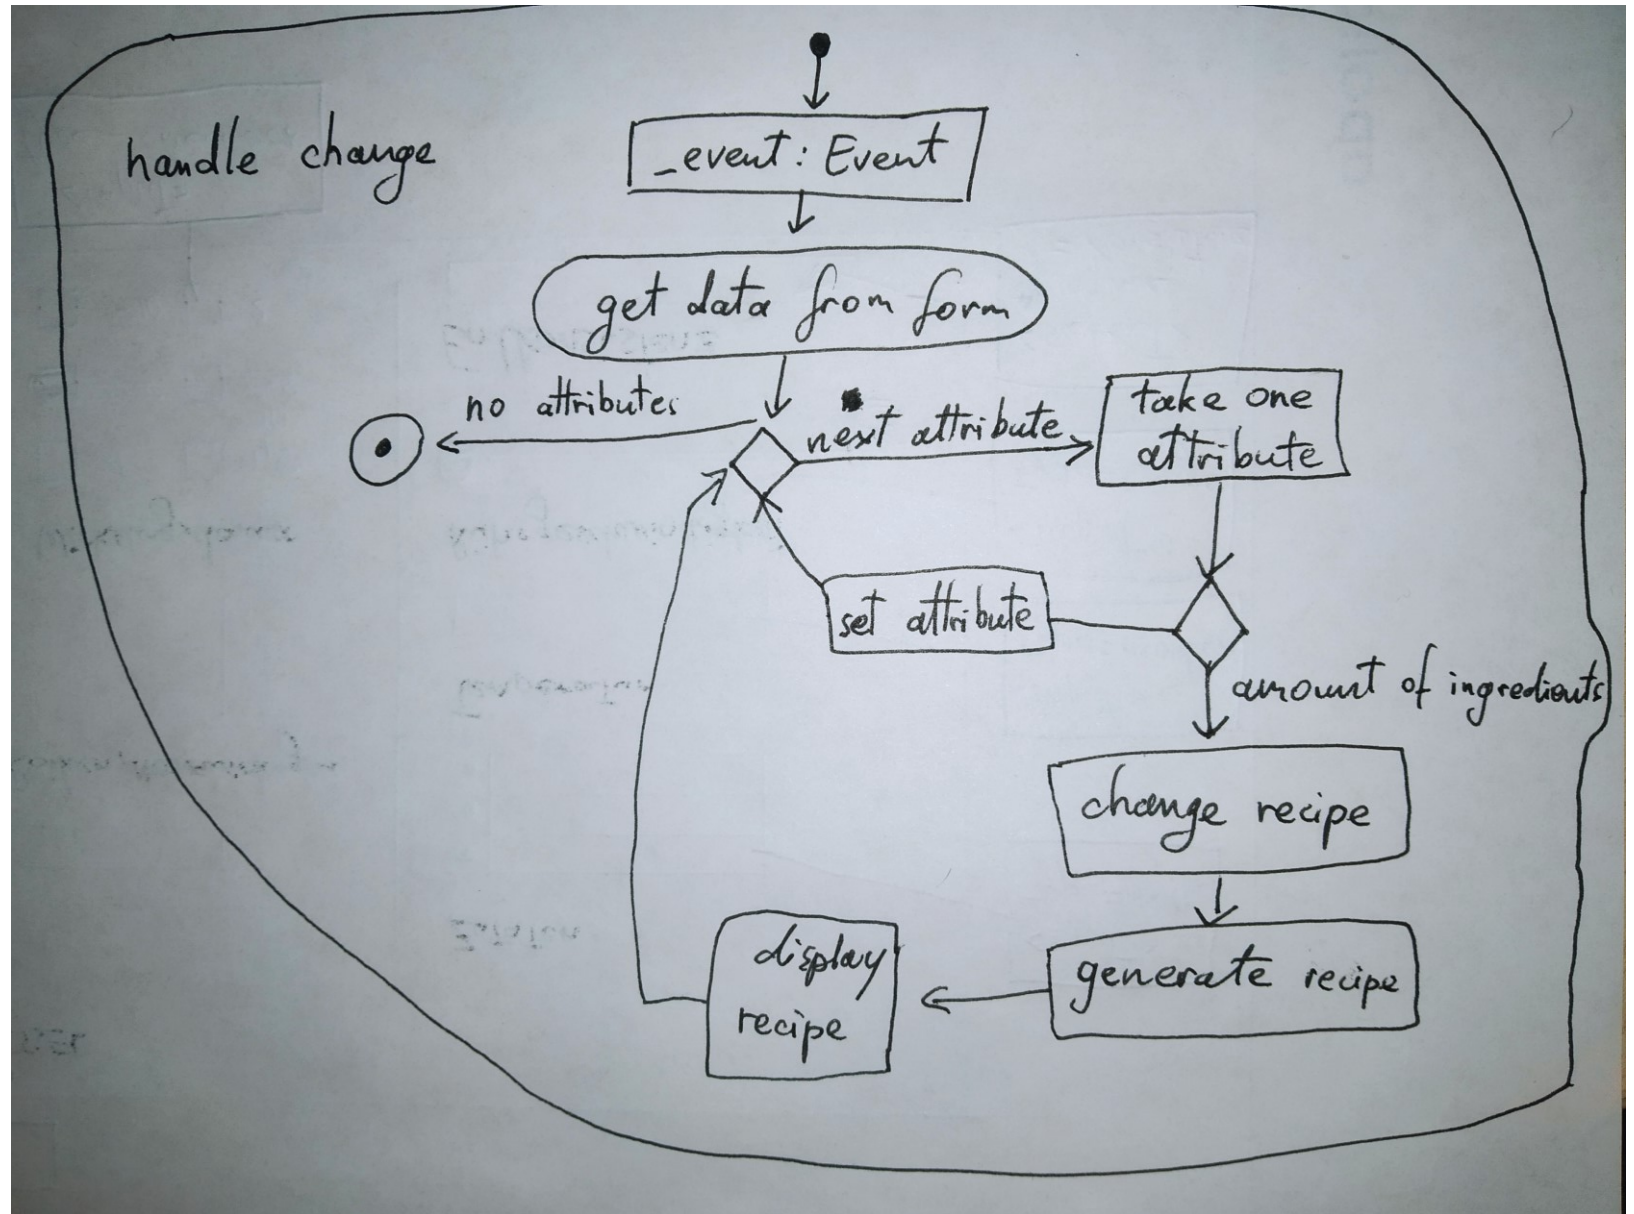 handle change
_event: Event
get data from form
no attributes
next attribute
take one
attribute
set attribute
amount of ingredients
change recipe
generate recipe
display
recipe